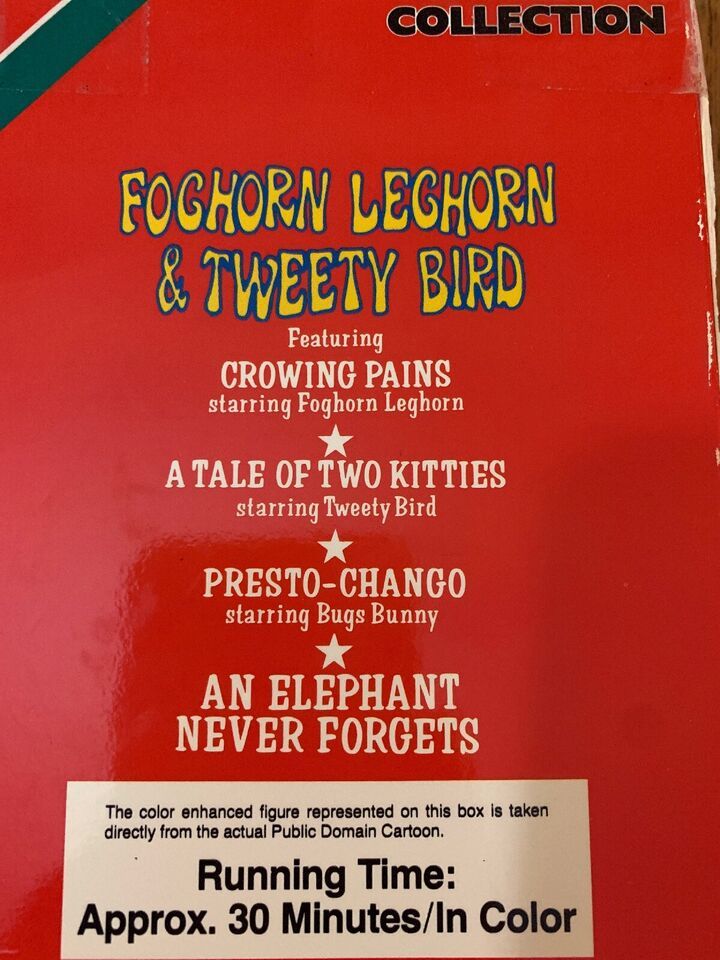 COLLECTION
FOGHORN LEGHORN
& TWEETY BIRD
Featuring
CROWING PAINS
starring Foghorn Leghorn
A TALE OF TWO KITTIES
starring Tweety Bird
PRESTO-CHANGO
starring Bugs Bunny
AN ELEPHANT
NEVER FORGETS
The color enhanced figure represented on this box is taken
directly from the actual Public Domain Cartoon.
Running Time:
Approx. 30 Minutes/In Color